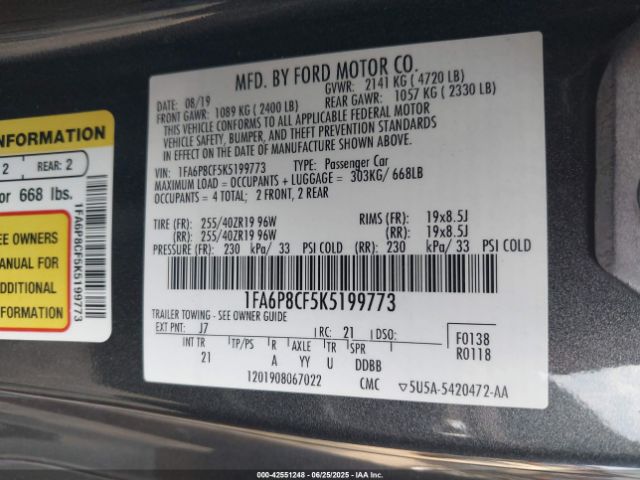 MFD. BY FORD MOTOR CO.
08/19
GVWR: 2141 KG ( 4720 LB)
FRONT GAWR: 1089 KG ( 2400 LB)
REAR GAWR: 1057 KG ( 2330 LB)
THIS VEHICLE CONFORMS TO ALL APPLICABLE FEDERAL MOTOR
VEHICLE SAFETY, BUMPER, AND THEFT PREVENTION STANDARDS
IN EFFECT ON THE DATE OF MANUFACTURE SHOWN ABOVE.
VIN: 1FA6P8CF5K5199773
TYPE: Passenger Car
MAXIMUM LOAD = OCCUPANTS + LUGGAGE = 303KG/ 668LB
OCCUPANTS = 4 TOTAL; 2 FRONT, 2 REAR
TIRE (FR): 255/40ZR19 96W RIMS (FR): 19x8.5J
(RR): 255/40ZR19 96W (RR): 19x8.5J
PRESSURE (FR): 230 kPa/ 33 PSI COLD (RR): 230 kPa/ 33 PSI COLD
1FA6P8CF5K5199773
TRAILER TOWING - SEE OWNER GUIDE
EXT PNT: J7 RC: 21 DSO: F0138
R0118
INT TR TP/PS R AXLE TR SPR
21 A YY U DDBB
1201908067022 CMC 5U5A-5420472-AA
INFORMATION
2 REAR: 2
or 668 lbs.
EE OWNERS
MANUAL FOR
ADDITIONAL
INFORMATION
1FA6P8CF5K5199773
000-42551248 - 06/25/2025 - IAA, Inc.